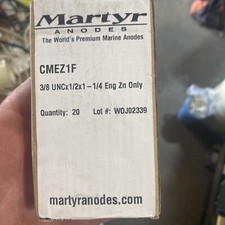 Martyr
ANODES
The World's Premium Marine Anodes
CMEZ1F
3/8 UNCx1/2x1-1/4 Eng Zn Only
Quantity: 20 Lot #: WOJ02339
martyranodes.com